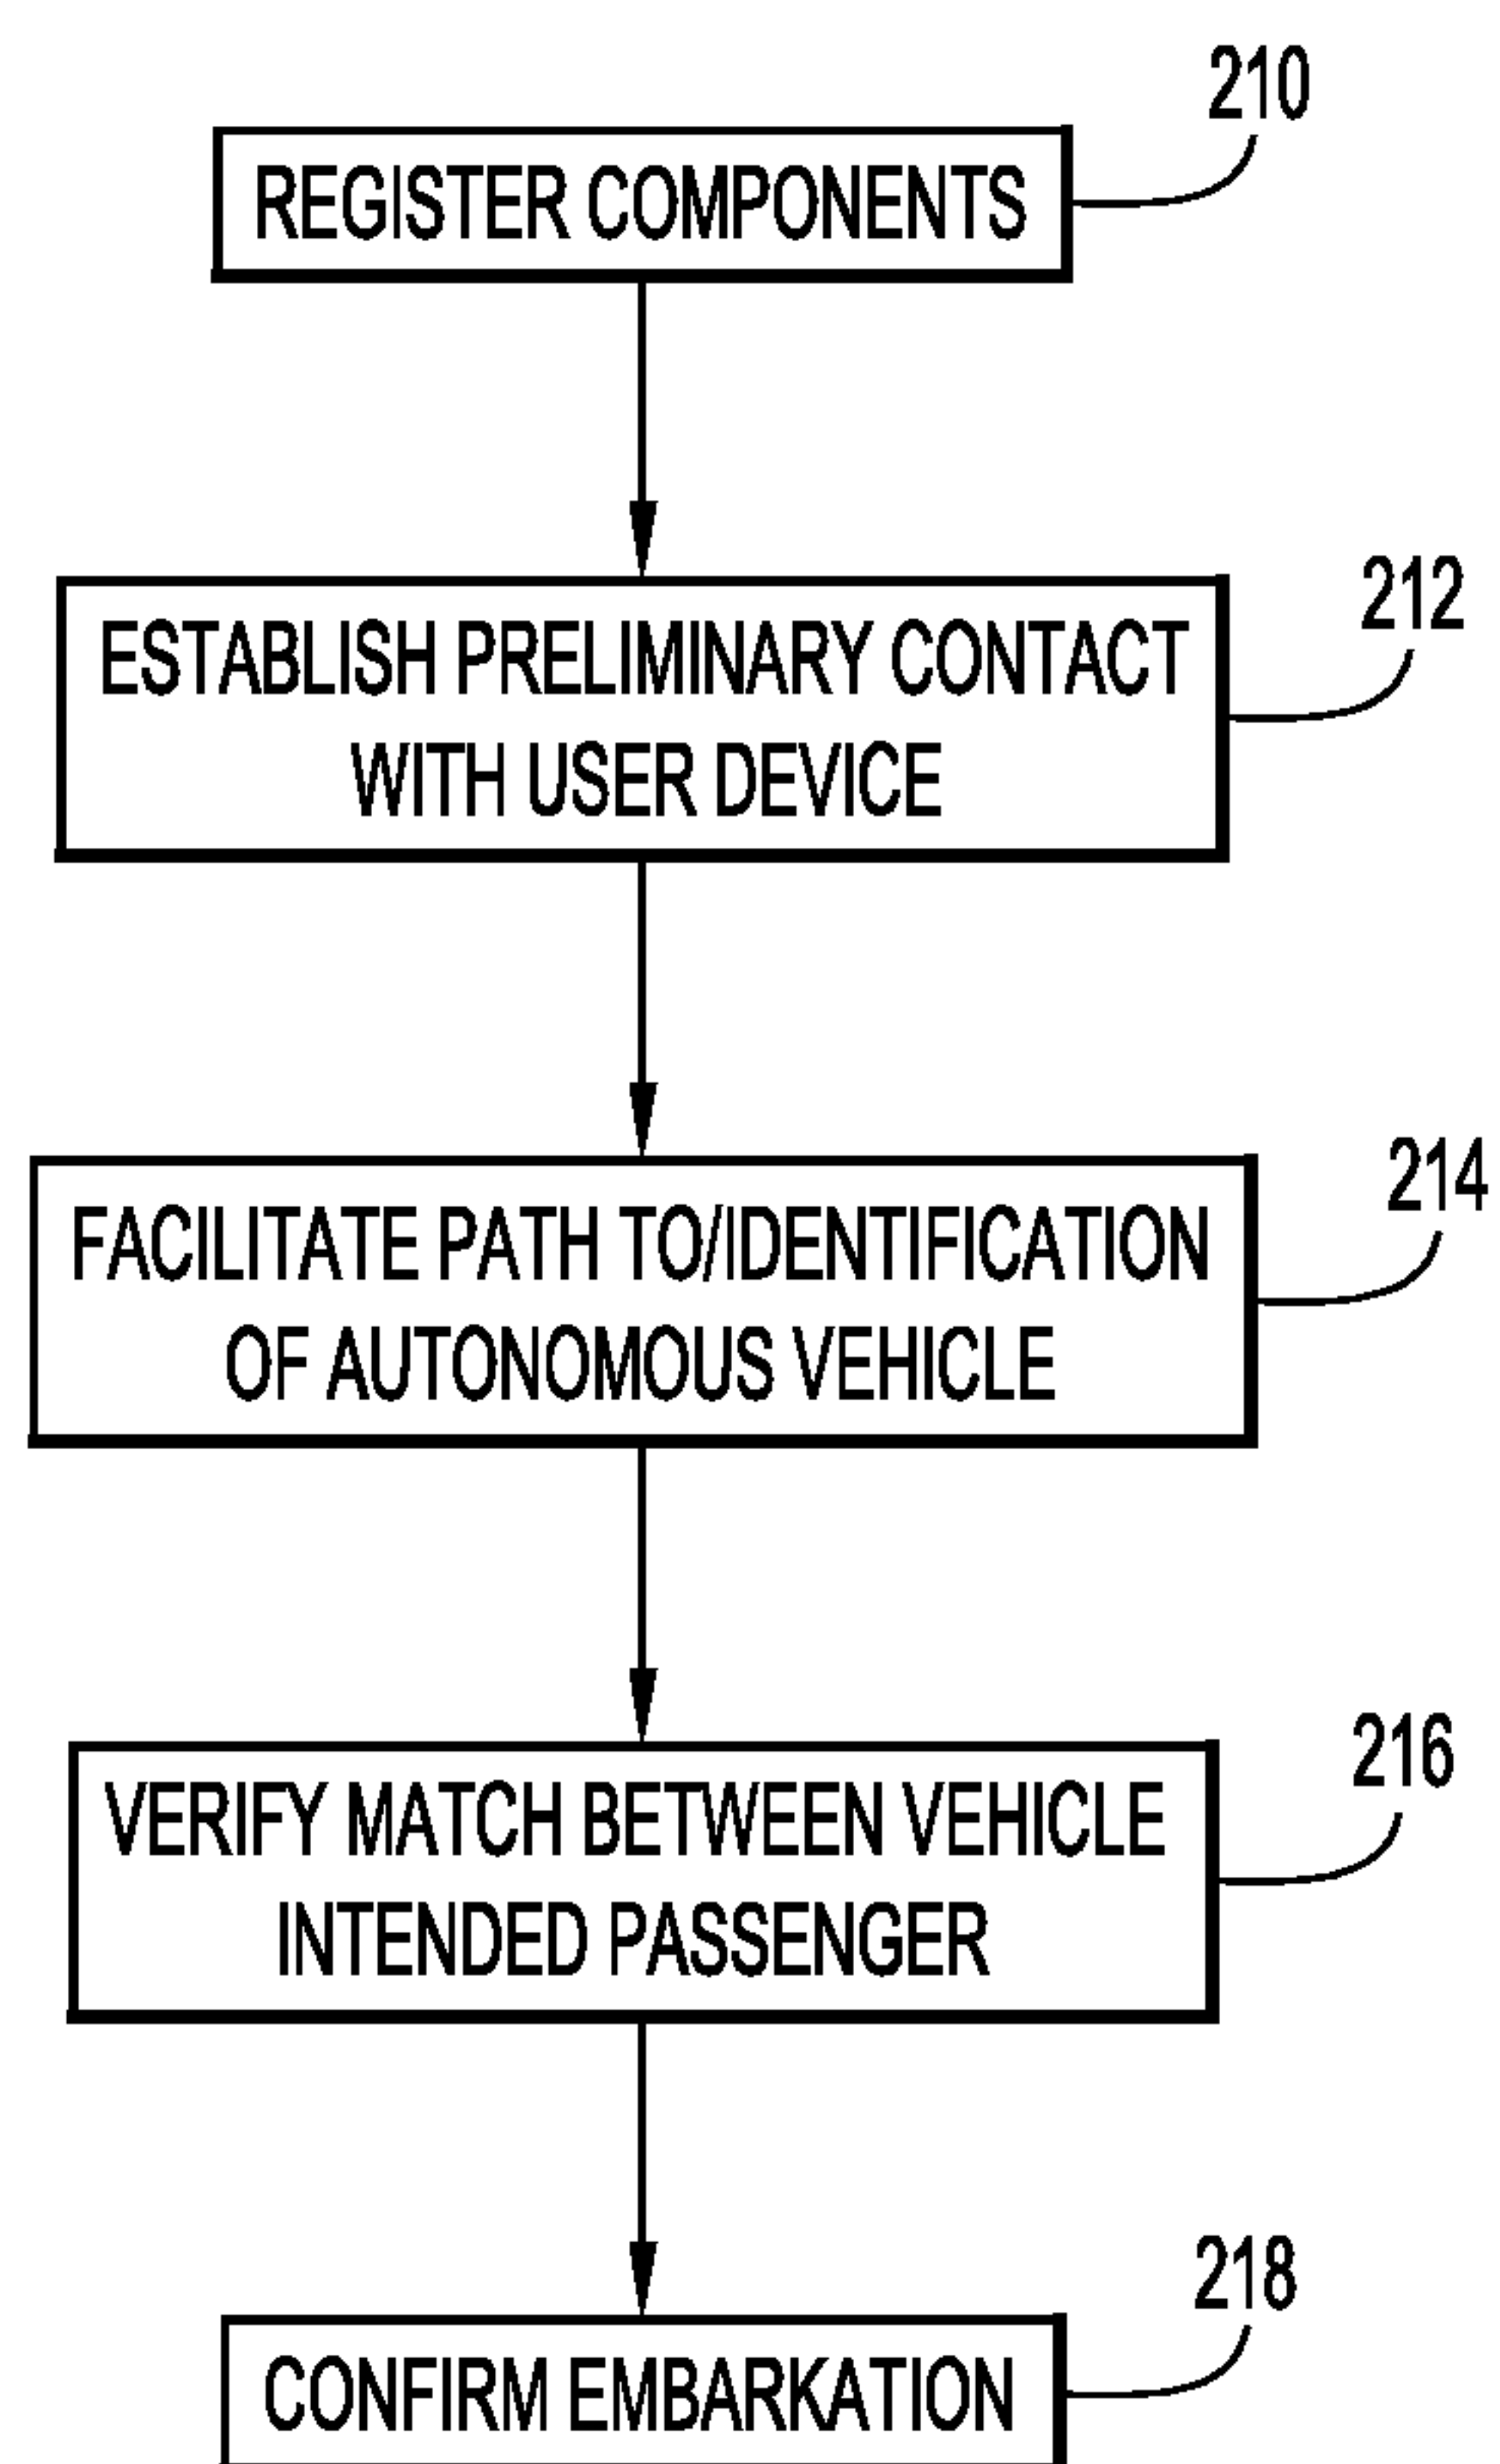 210
REGISTER COMPONENTS
212
ESTABLISH PRELIMINARY CONTACT
WITH USER DEVICE
214
FACILITATE PATH TO/IDENTIFICATION
OF AUTONOMOUS VEHICLE
216
VERIFY MATCH BETWEEN VEHICLE
INTENDED PASSENGER
218
CONFIRM EMBARKATION